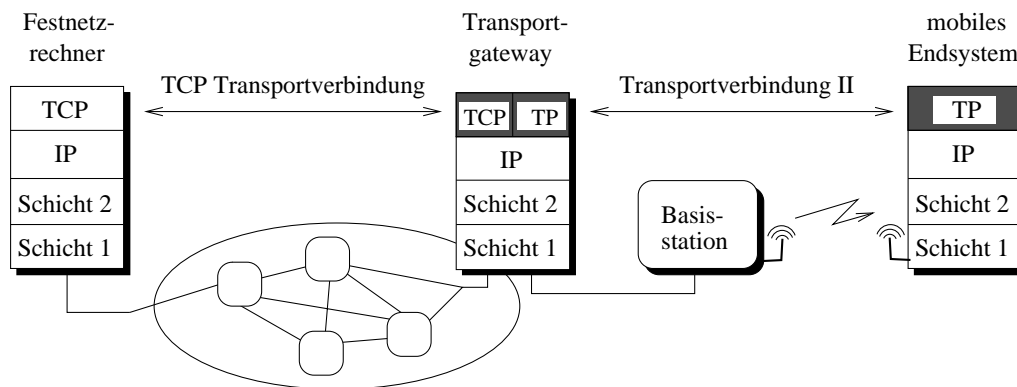 Festnetz-
rechner
Transport-
gateway
mobiles
Endsystem
TCP Transportverbindung
Transportverbindung II
TCP
IP
Schicht 2
Schicht 1
TCP
TP
IP
Schicht 2
Schicht 1
Basis-
station
TP
IP
Schicht 2
Schicht 1